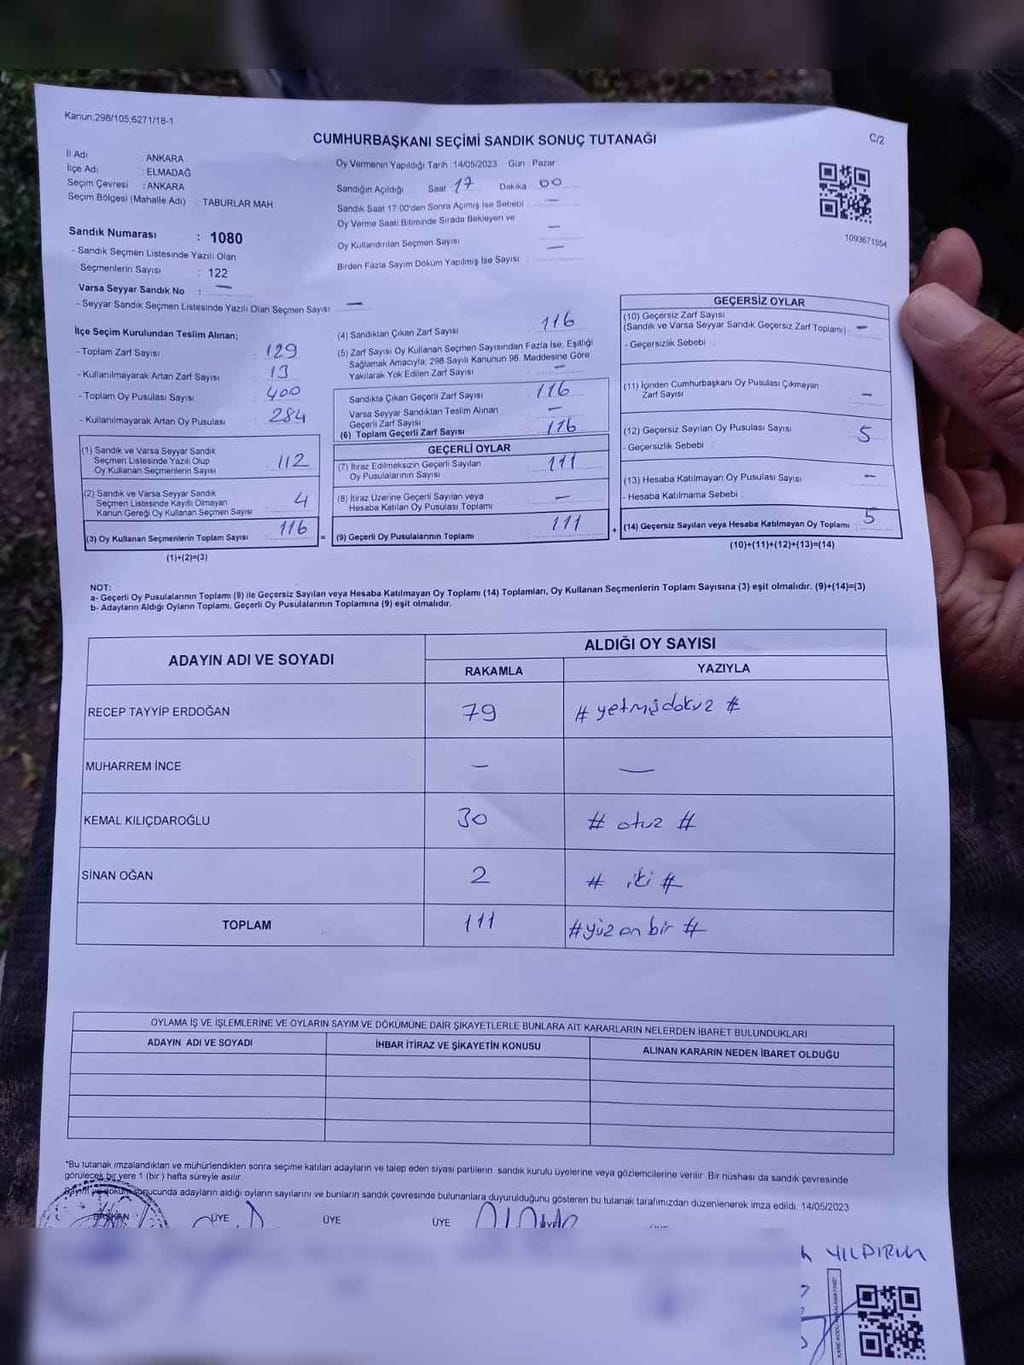 Kanun;298/105;6271/18-1
CUMHURBAŞKANI SEÇİMİ SANDIK SONUÇ TUTANAĞI
C/2
İl Adı : ANKARA
İlçe Adı : ELMADAĞ
Seçim Çevresi : ANKARA
Seçim Bölgesi (Mahalle Adı) : TABURLAR MAH.
Sandık Numarası : 1080
- Sandık Seçmen Listesinde Yazılı Olan
Seçmenlerin Sayısı : 122
Varsa Seyyar Sandık No : —
- Seyyar Sandık Seçmen Listesinde Yazılı Olan Seçmen Sayısı : —
Oy Vermenin Yapıldığı Tarih : 14/05/2023 Gün : Pazar
Sandığın Açıldığı Saat 17 Dakika 00
Sandık Saat 17.00'den Sonra Açılmış İse Sebebi : —
Oy Verme Saati Bitiminde Sırada Bekleyen ve
Oy Kullandırılan Seçmen Sayısı : —
Birden Fazla Sayım Döküm Yapılmış İse Sayısı : —
1093671554
İlçe Seçim Kurulundan Teslim Alınan;
- Toplam Zarf Sayısı : 129
- Kullanılmayarak Artan Zarf Sayısı : 13
- Toplam Oy Pusulası Sayısı : 400
- Kullanılmayarak Artan Oy Pusulası : 284
(1) Sandık ve Varsa Seyyar Sandık
Seçmen Listesinde Yazılı Olup
Oy Kullanan Seçmenlerin Sayısı : 112
(2) Sandık ve Varsa Seyyar Sandık
Seçmen Listesinde Kayıtlı Olmayan
Kanun Gereği Oy Kullanan Seçmen Sayısı : 4
(3) Oy Kullanan Seçmenlerin Toplam Sayısı : 116 =
(1)+(2)=(3)
(4) Sandıktan Çıkan Zarf Sayısı : 116
(5) Zarf Sayısı Oy Kullanan Seçmen Sayısından Fazla İse, Eşitliği
Sağlamak Amacıyla, 298 Sayılı Kanunun 98. Maddesine Göre
Yakılarak Yok Edilen Zarf Sayısı : —
Sandıkta Çıkan Geçerli Zarf Sayısı : 116
Varsa Seyyar Sandıktan Teslim Alınan
Geçerli Zarf Sayısı : —
(6) Toplam Geçerli Zarf Sayısı : 116
GEÇERLİ OYLAR
(7) İtiraz Edilmeksizin Geçerli Sayılan
Oy Pusulalarının Sayısı : 111
(8) İtiraz Üzerine Geçerli Sayılan veya
Hesaba Katılan Oy Pusulası Toplamı : —
(9) Geçerli Oy Pusulalarının Toplamı : 111 +
GEÇERSİZ OYLAR
(10) Geçersiz Zarf Sayısı
(Sandık ve Varsa Seyyar Sandık Geçersiz Zarf Toplamı) : —
- Geçersizlik Sebebi :
(11) İçinden Cumhurbaşkanı Oy Pusulası Çıkmayan
Zarf Sayısı : —
(12) Geçersiz Sayılan Oy Pusulası Sayısı : 5
- Geçersizlik Sebebi :
(13) Hesaba Katılmayan Oy Pusulası Sayısı : —
- Hesaba Katılmama Sebebi :
(14) Geçersiz Sayılan veya Hesaba Katılmayan Oy Toplamı : 5
(10)+(11)+(12)+(13)=(14)
NOT:
a- Geçerli Oy Pusulalarının Toplamı (9) ile Geçersiz Sayılan veya Hesaba Katılmayan Oy Toplamı (14) Toplamları, Oy Kullanan Seçmenlerin Toplam Sayısına (3) eşit olmalıdır. (9)+(14)=(3)
b- Adayların Aldığı Oyların Toplamı, Geçerli Oy Pusulalarının Toplamına (9) eşit olmalıdır.
ADAYIN ADI VE SOYADI
ALDIĞI OY SAYISI
RAKAMLA YAZIYLA
RECEP TAYYİP ERDOĞAN 79 # yetmişdokuz #
MUHARREM İNCE — —
KEMAL KILIÇDAROĞLU 30 # otuz #
SİNAN OĞAN 2 # iki #
TOPLAM 111 # yüz on bir #
OYLAMA İŞ VE İŞLEMLERİNE VE OYLARIN SAYIM VE DÖKÜMÜNE DAİR ŞİKAYETLERLE BUNLARA AİT KARARLARIN NELERDEN İBARET BULUNDUKLARI
ADAYIN ADI VE SOYADI İHBAR İTİRAZ VE ŞİKAYETİN KONUSU ALINAN KARARIN NEDEN İBARET OLDUĞU
*Bu tutanak imzalandıktan ve mühürlendikten sonra seçime katılan adayların ve talep eden siyasi partilerin sandık kurulu üyelerine veya gözlemcilerine verilir. Bir nüshası da sandık çevresinde
görülecek bir yere 1 (bir) hafta süreyle asılır.
sonucunda adayların aldığı oyların sayılarını ve bunların sandık çevresinde bulunanlara duyurulduğunu gösteren bu tutanak tarafımızdan düzenlenerek imza edildi. 14/05/2023
BAŞKAN ÜYE ÜYE ÜYE
YILDIRIM